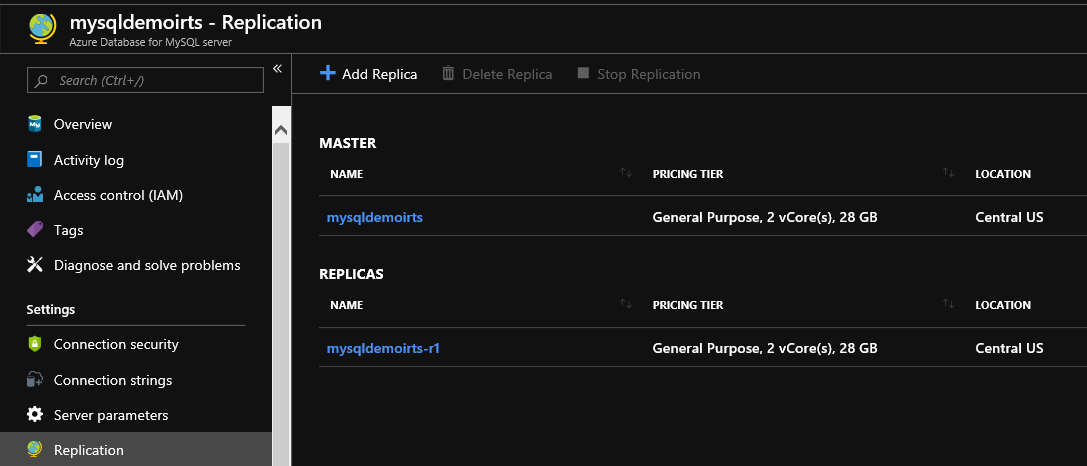 mysqldemoirts - Replication
Azure Database for MySQL server
Search (Ctrl+/)
Overview
Activity log
Access control (IAM)
Tags
Diagnose and solve problems
Settings
Connection security
Connection strings
Server parameters
Replication
Add Replica Delete Replica Stop Replication
MASTER
NAME PRICING TIER LOCATION
mysqldemoirts General Purpose, 2 vCore(s), 28 GB Central US
REPLICAS
NAME PRICING TIER LOCATION
mysqldemoirts-r1 General Purpose, 2 vCore(s), 28 GB Central US